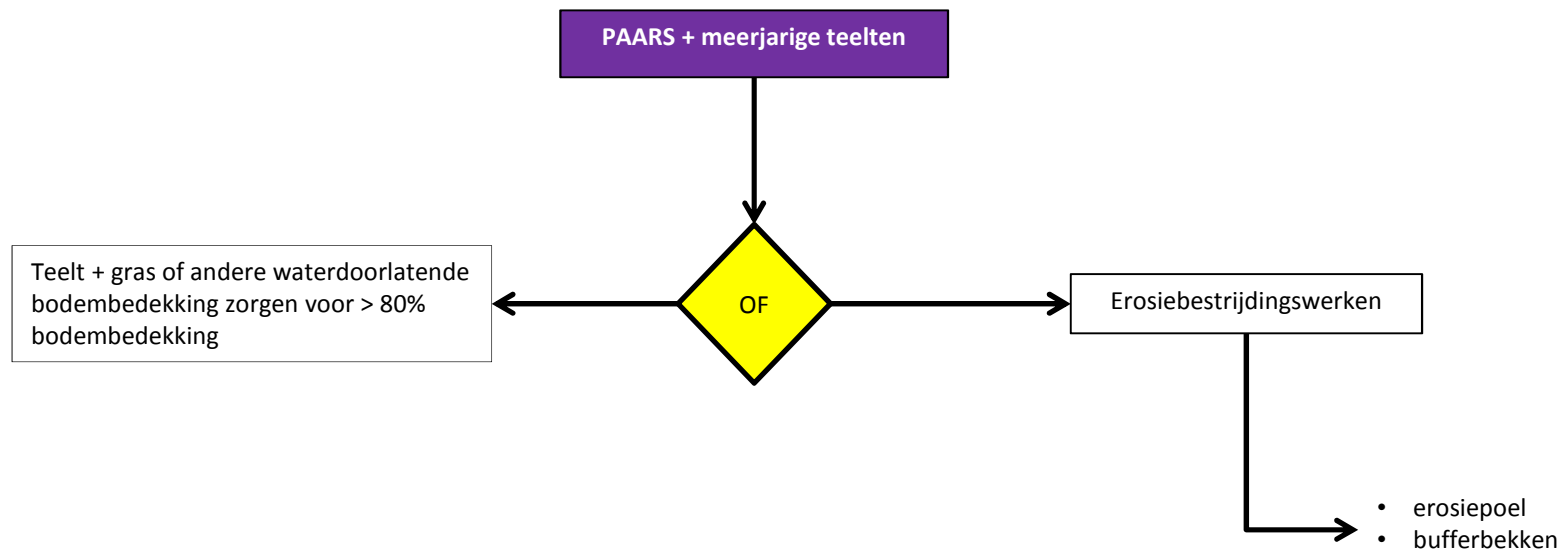 PAARS + meerjarige teelten
Teelt + gras of andere waterdoorlatende
bodembedekking zorgen voor > 80%
bodembedekking
OF
Erosiebestrijdingswerken
• erosiepoel
• bufferbekken